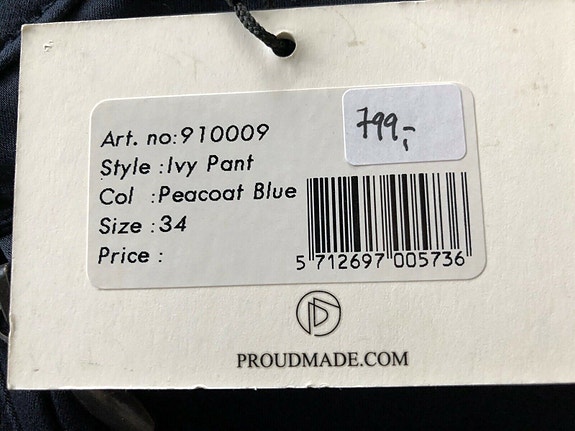 Art. no:910009
799,-
Style :Ivy Pant
Col :Peacoat Blue
Size :34
Price :
5 712697 005736
PROUDMADE.COM